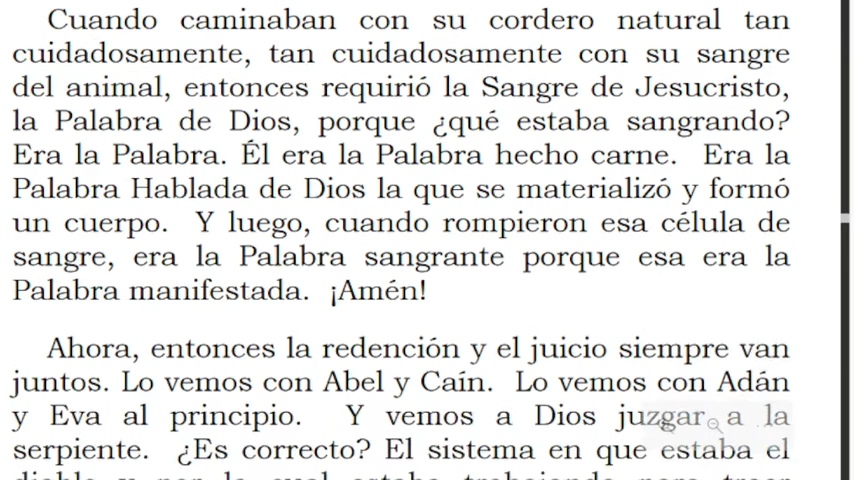 Cuando caminaban con su cordero natural tan
cuidadosamente, tan cuidadosamente con su sangre
del animal, entonces requirió la Sangre de Jesucristo,
la Palabra de Dios, porque ¿qué estaba sangrando?
Era la Palabra. Él era la Palabra hecho carne. Era la
Palabra Hablada de Dios la que se materializó y formó
un cuerpo. Y luego, cuando rompieron esa célula de
sangre, era la Palabra sangrante porque esa era la
Palabra manifestada. ¡Amén!
Ahora, entonces la redención y el juicio siempre van
juntos. Lo vemos con Abel y Caín. Lo vemos con Adán
y Eva al principio. Y vemos a Dios juzgar a la
serpiente. ¿Es correcto? El sistema en que estaba el